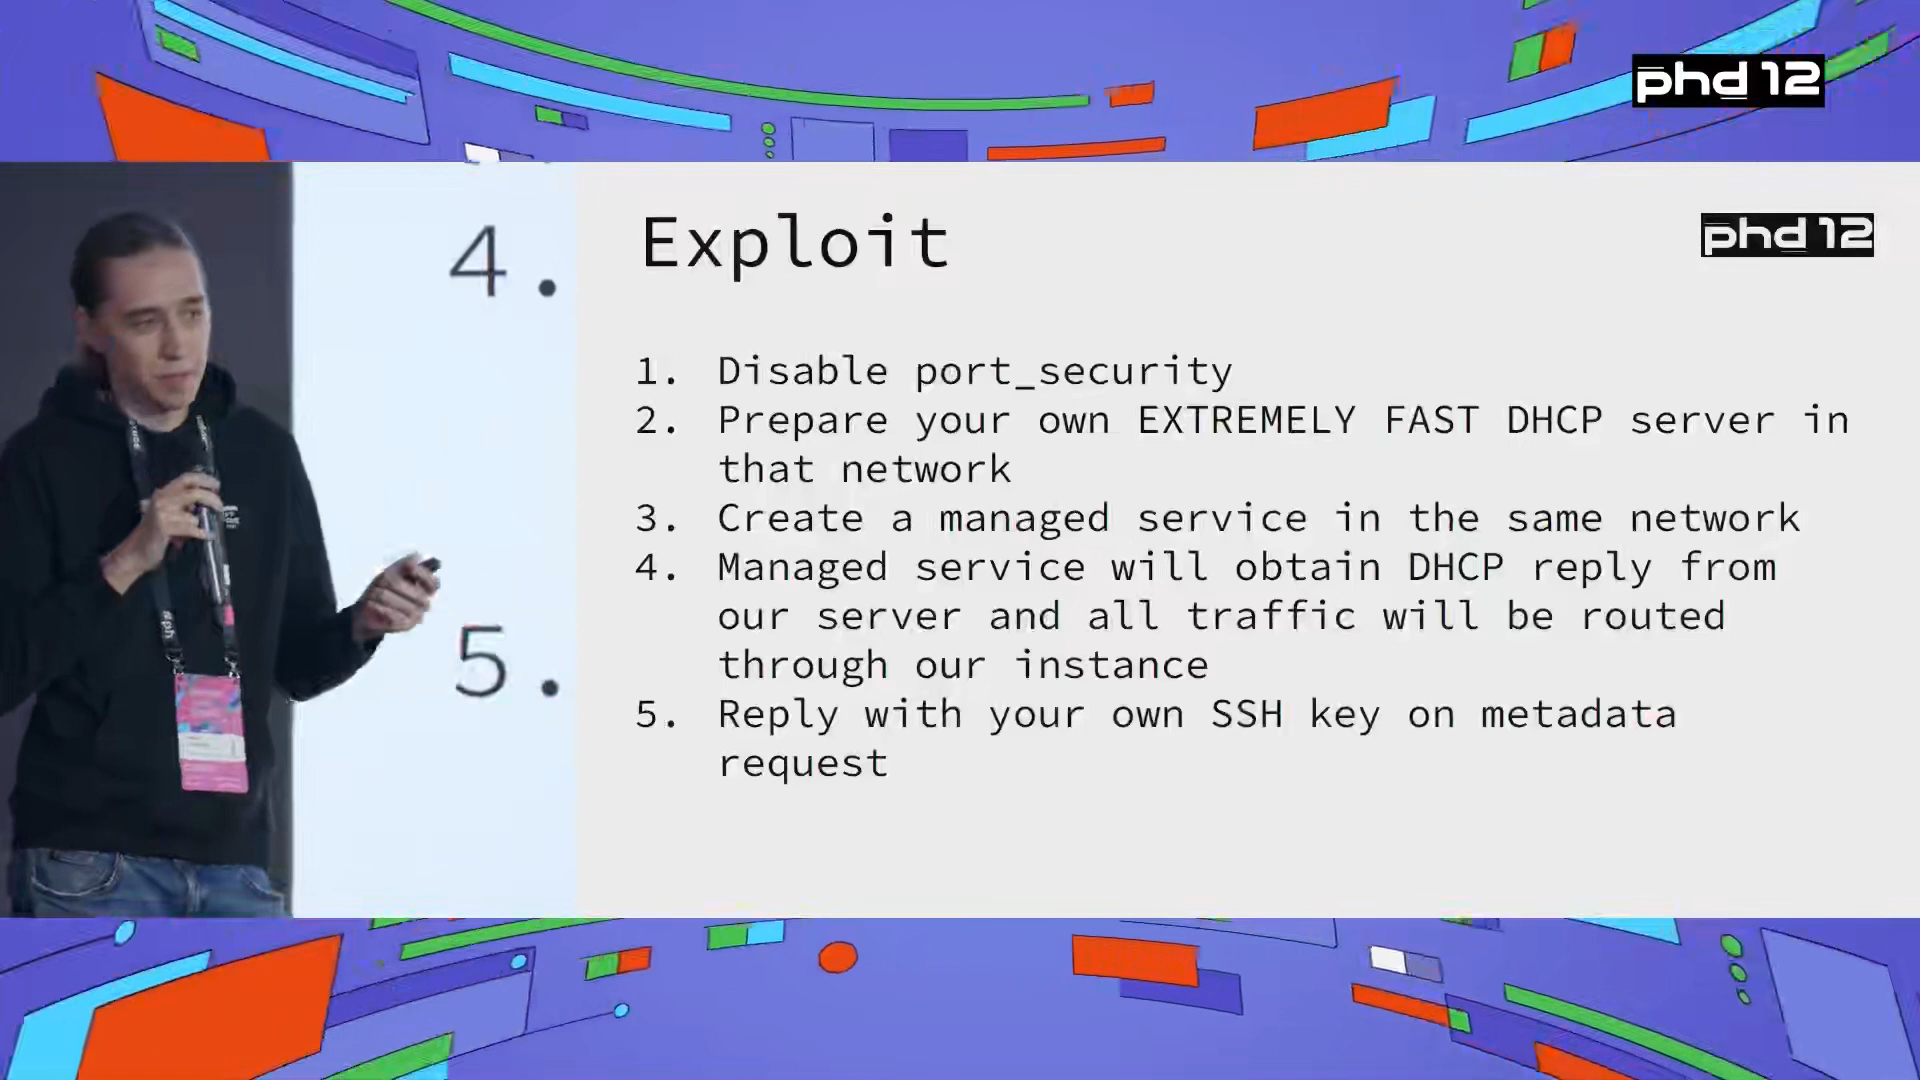 phd 12
4.
5.
Exploit
phd 12
1. Disable port_security
2. Prepare your own EXTREMELY FAST DHCP server in
that network
3. Create a managed service in the same network
4. Managed service will obtain DHCP reply from
our server and all traffic will be routed
through our instance
5. Reply with your own SSH key on metadata
request